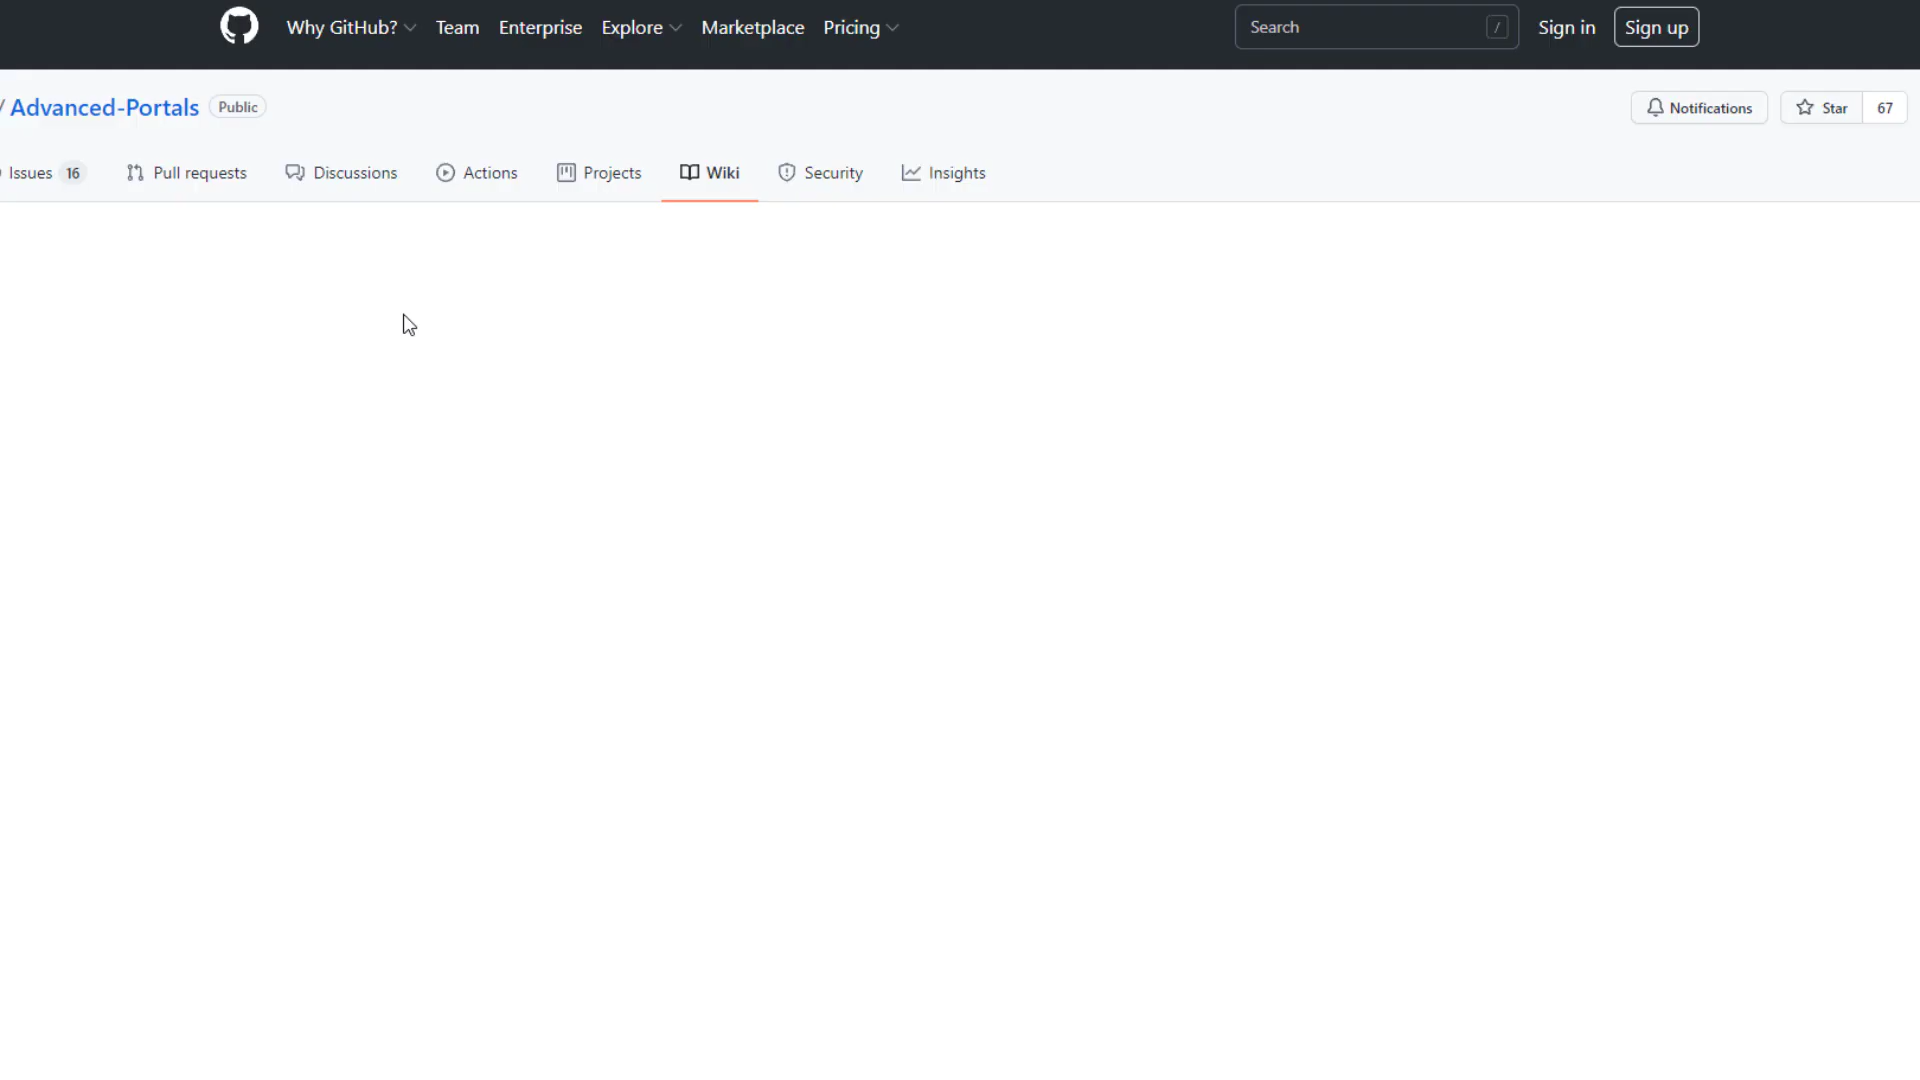 Why GitHub? Team Enterprise Explore Marketplace Pricing Search / Sign in Sign up
/ Advanced-Portals Public Notifications Star 67
Issues 16 Pull requests Discussions Actions Projects Wiki Security Insights